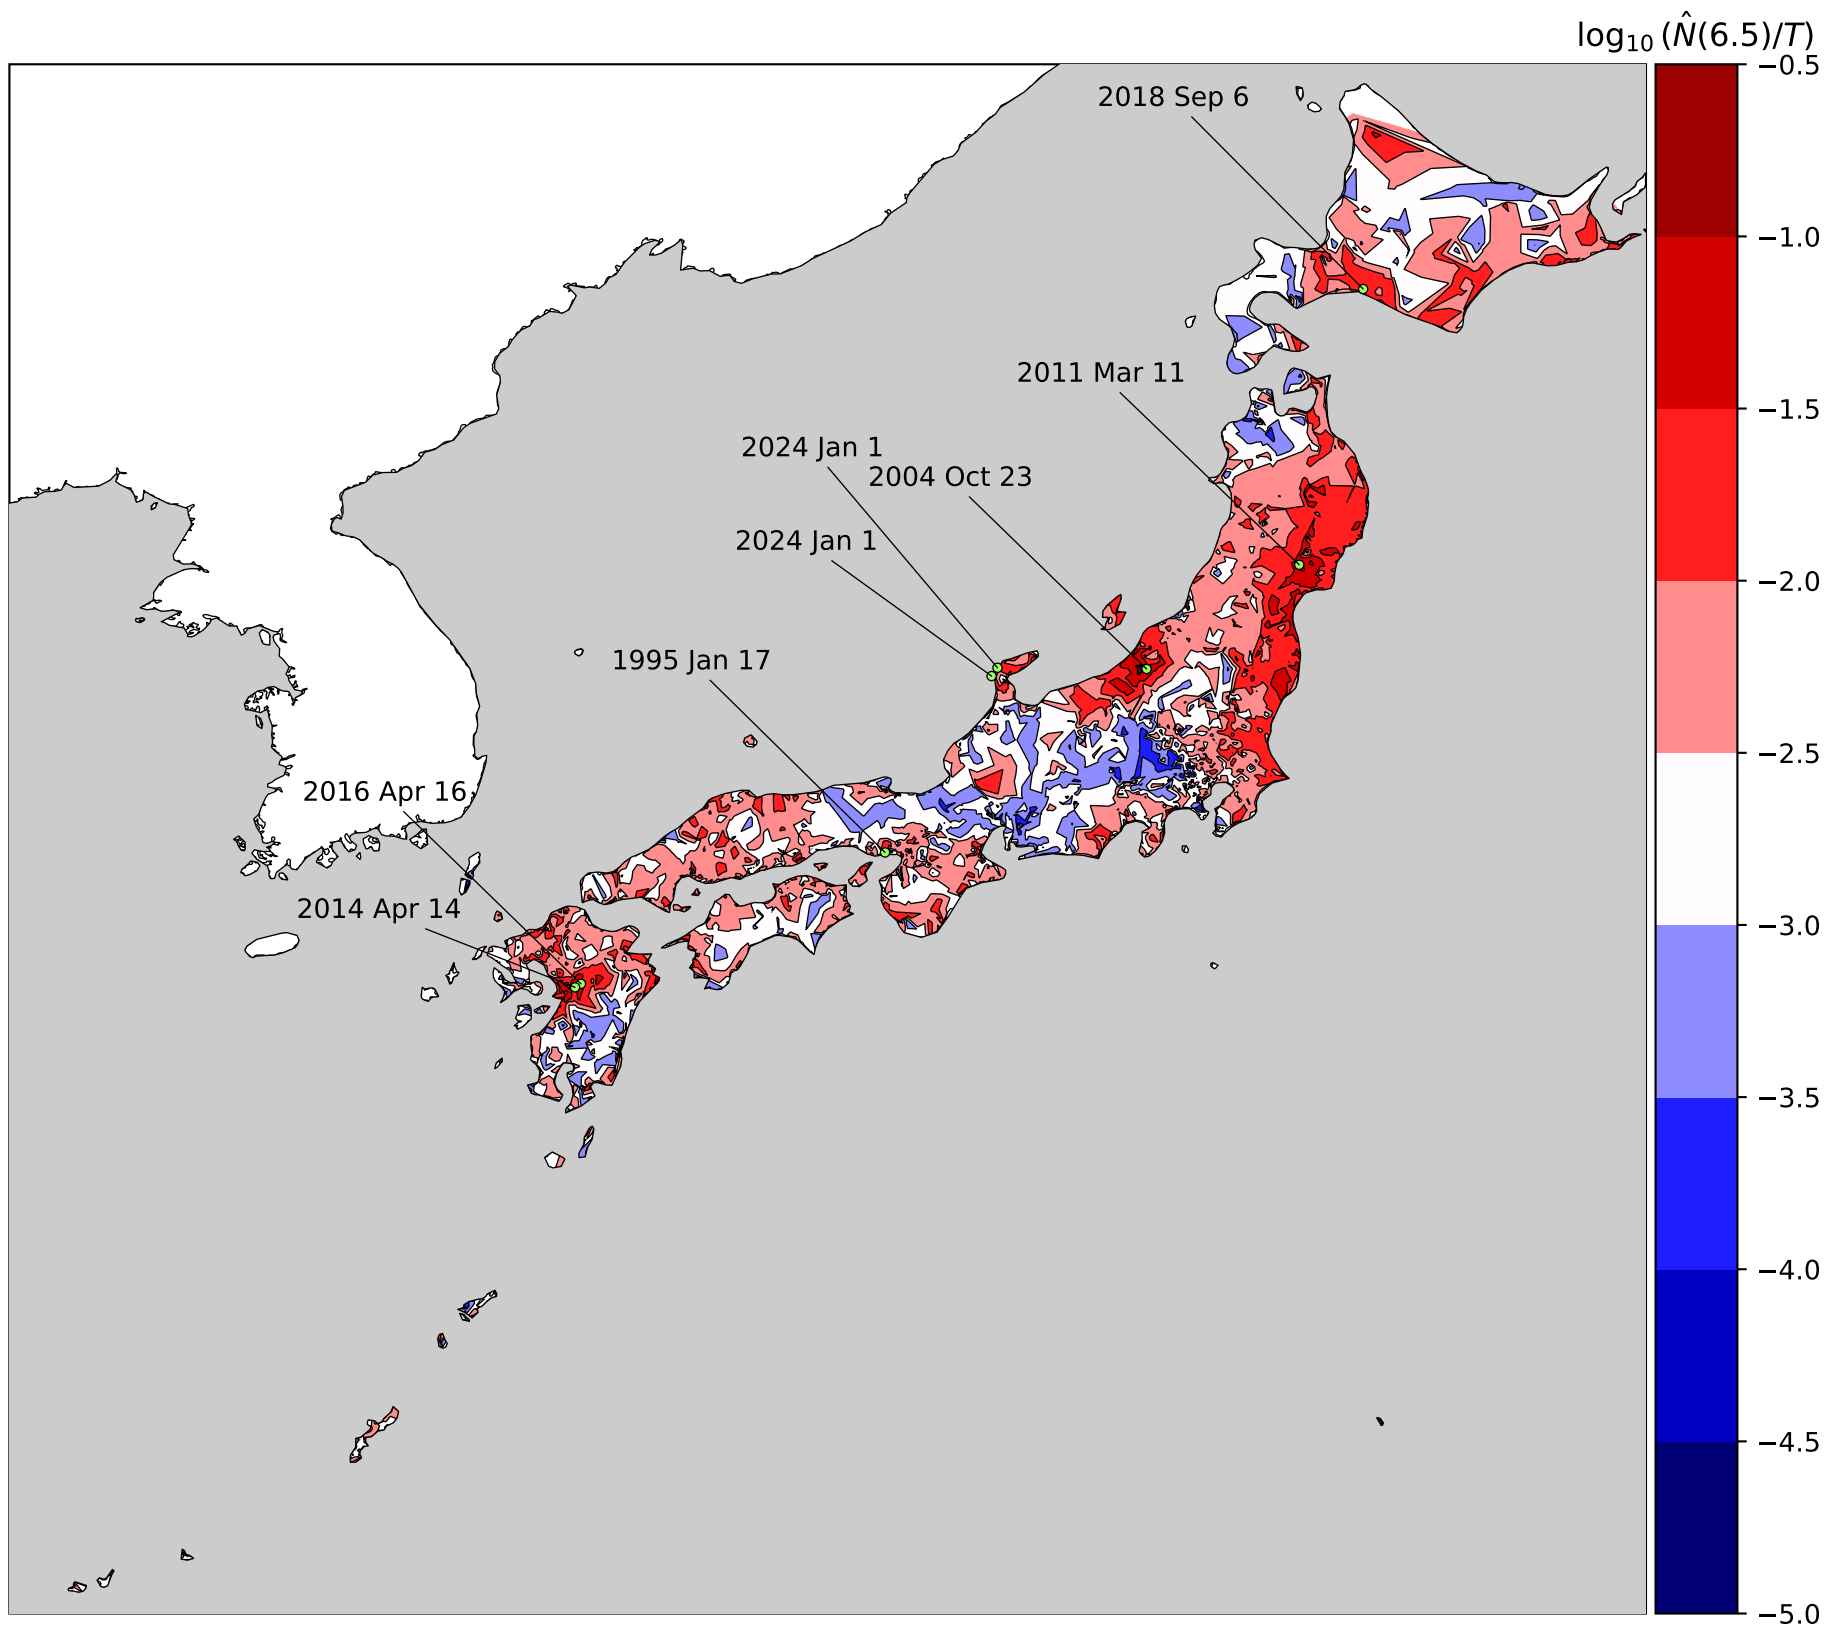 log₁₀(N̂(6.5)/T)
2018 Sep 6
2011 Mar 11
2024 Jan 1
2004 Oct 23
2024 Jan 1
1995 Jan 17
2016 Apr 16
2014 Apr 14
−0.5
−1.0
−1.5
−2.0
−2.5
−3.0
−3.5
−4.0
−4.5
−5.0